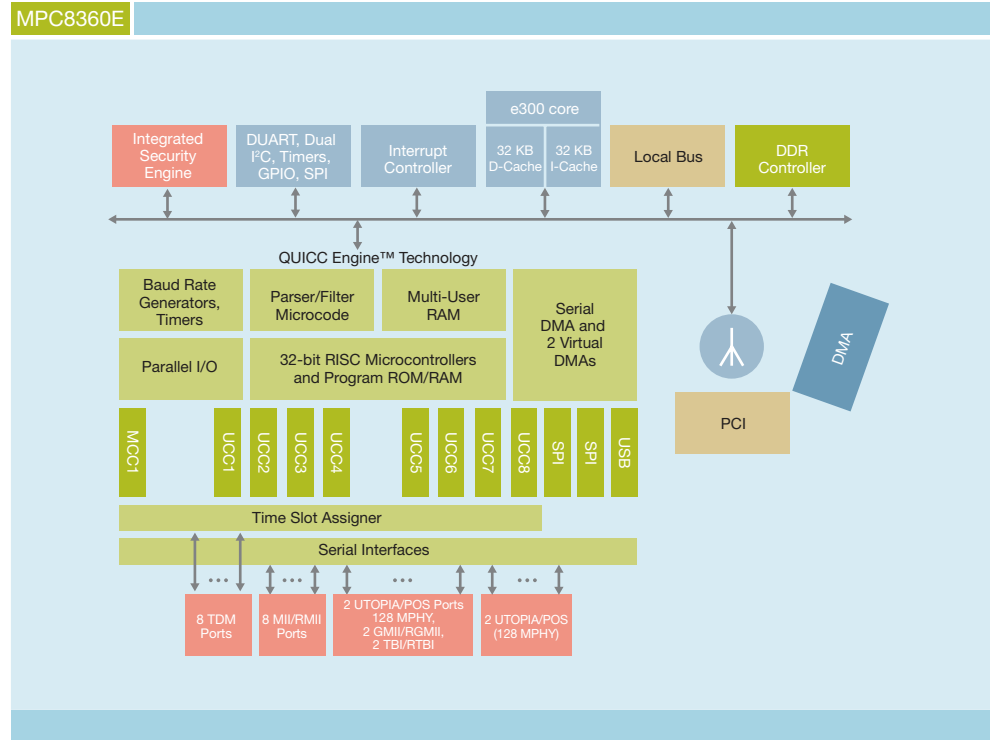 MPC8360E
Integrated
Security
Engine
DUART, Dual
I²C, Timers,
GPIO, SPI
Interrupt
Controller
e300 core
32 KB
D-Cache
32 KB
I-Cache
Local Bus
DDR
Controller
QUICC Engine™ Technology
Baud Rate
Generators,
Timers
Parser/Filter
Microcode
Multi-User
RAM
Serial
DMA and
2 Virtual
DMAs
Parallel I/O
32-bit RISC Microcontrollers
and Program ROM/RAM
DMA
PCI
MCC1
UCC1
UCC2
UCC3
UCC4
UCC5
UCC6
UCC7
UCC8
SPI
SPI
USB
Time Slot Assigner
Serial Interfaces
8 TDM
Ports
8 MII/RMII
Ports
2 UTOPIA/POS Ports
128 MPHY,
2 GMII/RGMII,
2 TBI/RTBI
2 UTOPIA/POS
(128 MPHY)